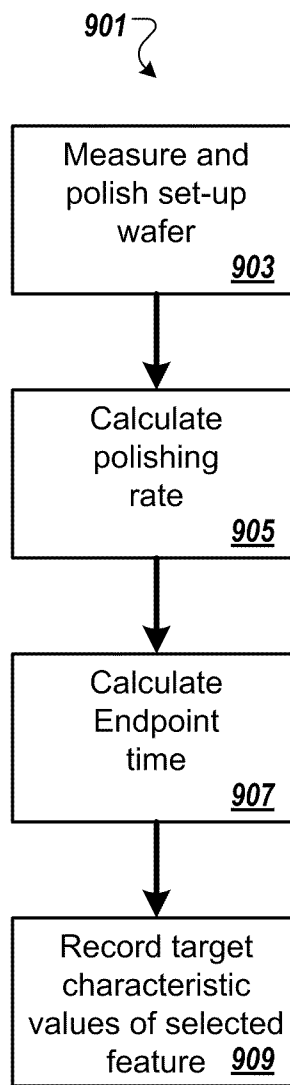 901
Measure and
polish set-up
wafer
903
Calculate
polishing
rate
905
Calculate
Endpoint
time
907
Record target
characteristic
values of selected
feature 909